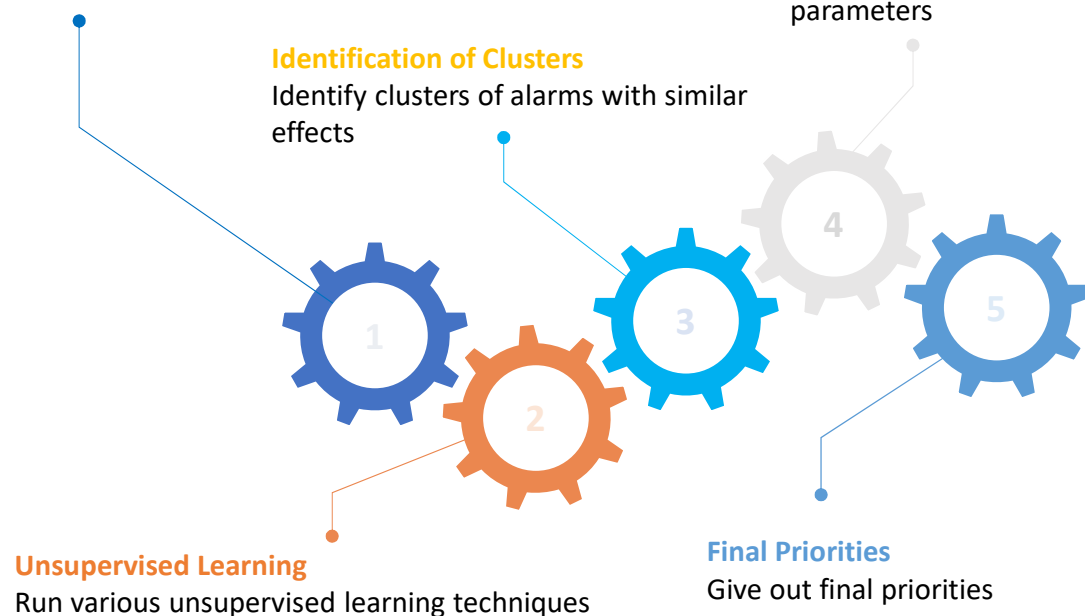 parameters
Identification of Clusters
Identify clusters of alarms with similar
effects
1
2
3
4
5
Unsupervised Learning
Run various unsupervised learning techniques
Final Priorities
Give out final priorities